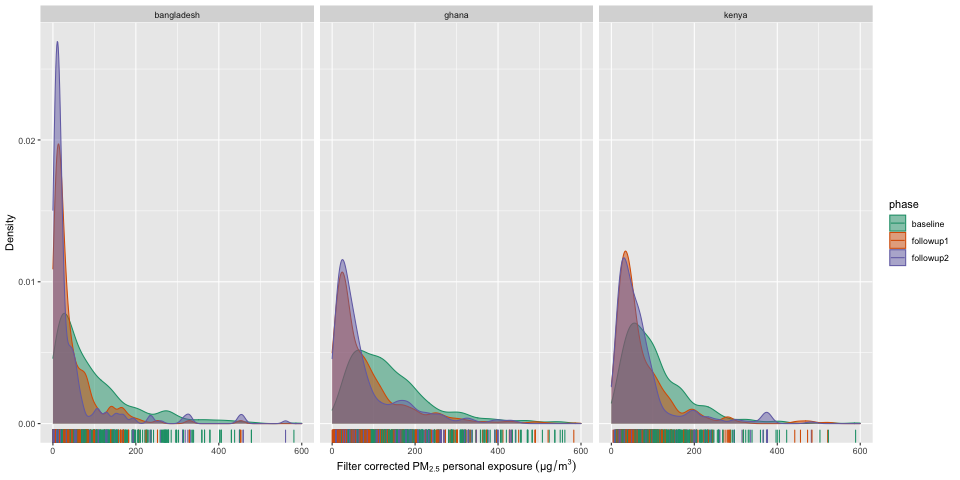 bangladesh
ghana
kenya
0.02
0.01
0.00
Density
0 200 400 600
0 200 400 600
0 200 400 600
Filter corrected PM2.5 personal exposure (μg/m³)
phase
baseline
followup1
followup2